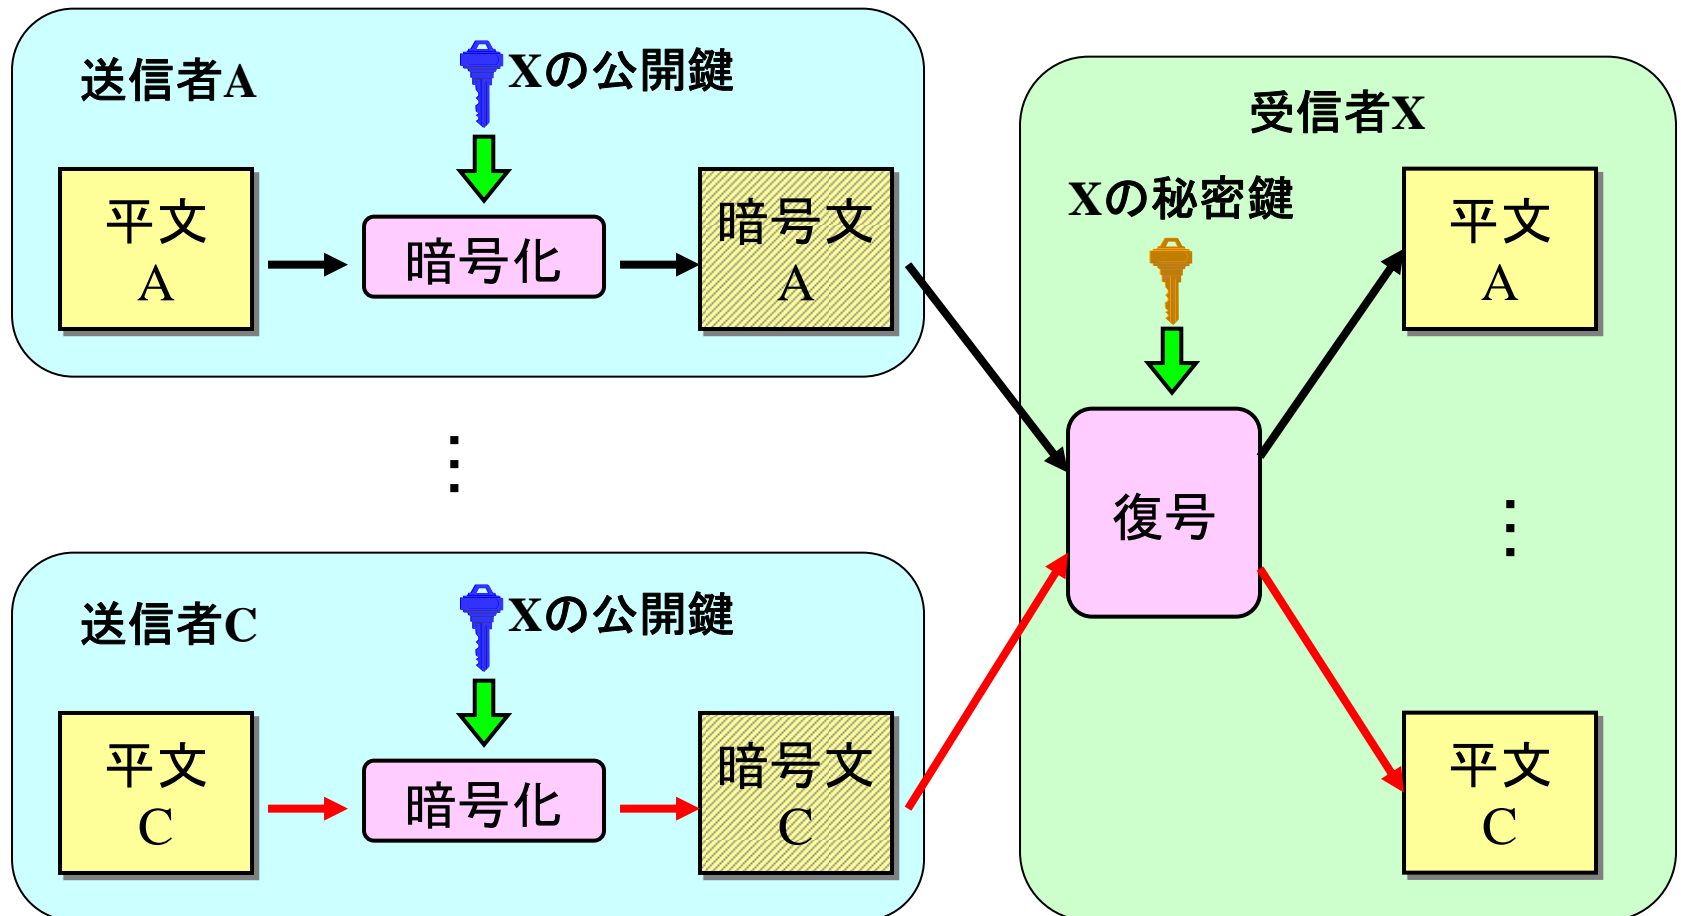 送信者A
Xの公開鍵
平文
A
暗号化
暗号文
A
⋮
送信者C
Xの公開鍵
平文
C
暗号化
暗号文
C
受信者X
Xの秘密鍵
復号
平文
A
⋮
平文
C